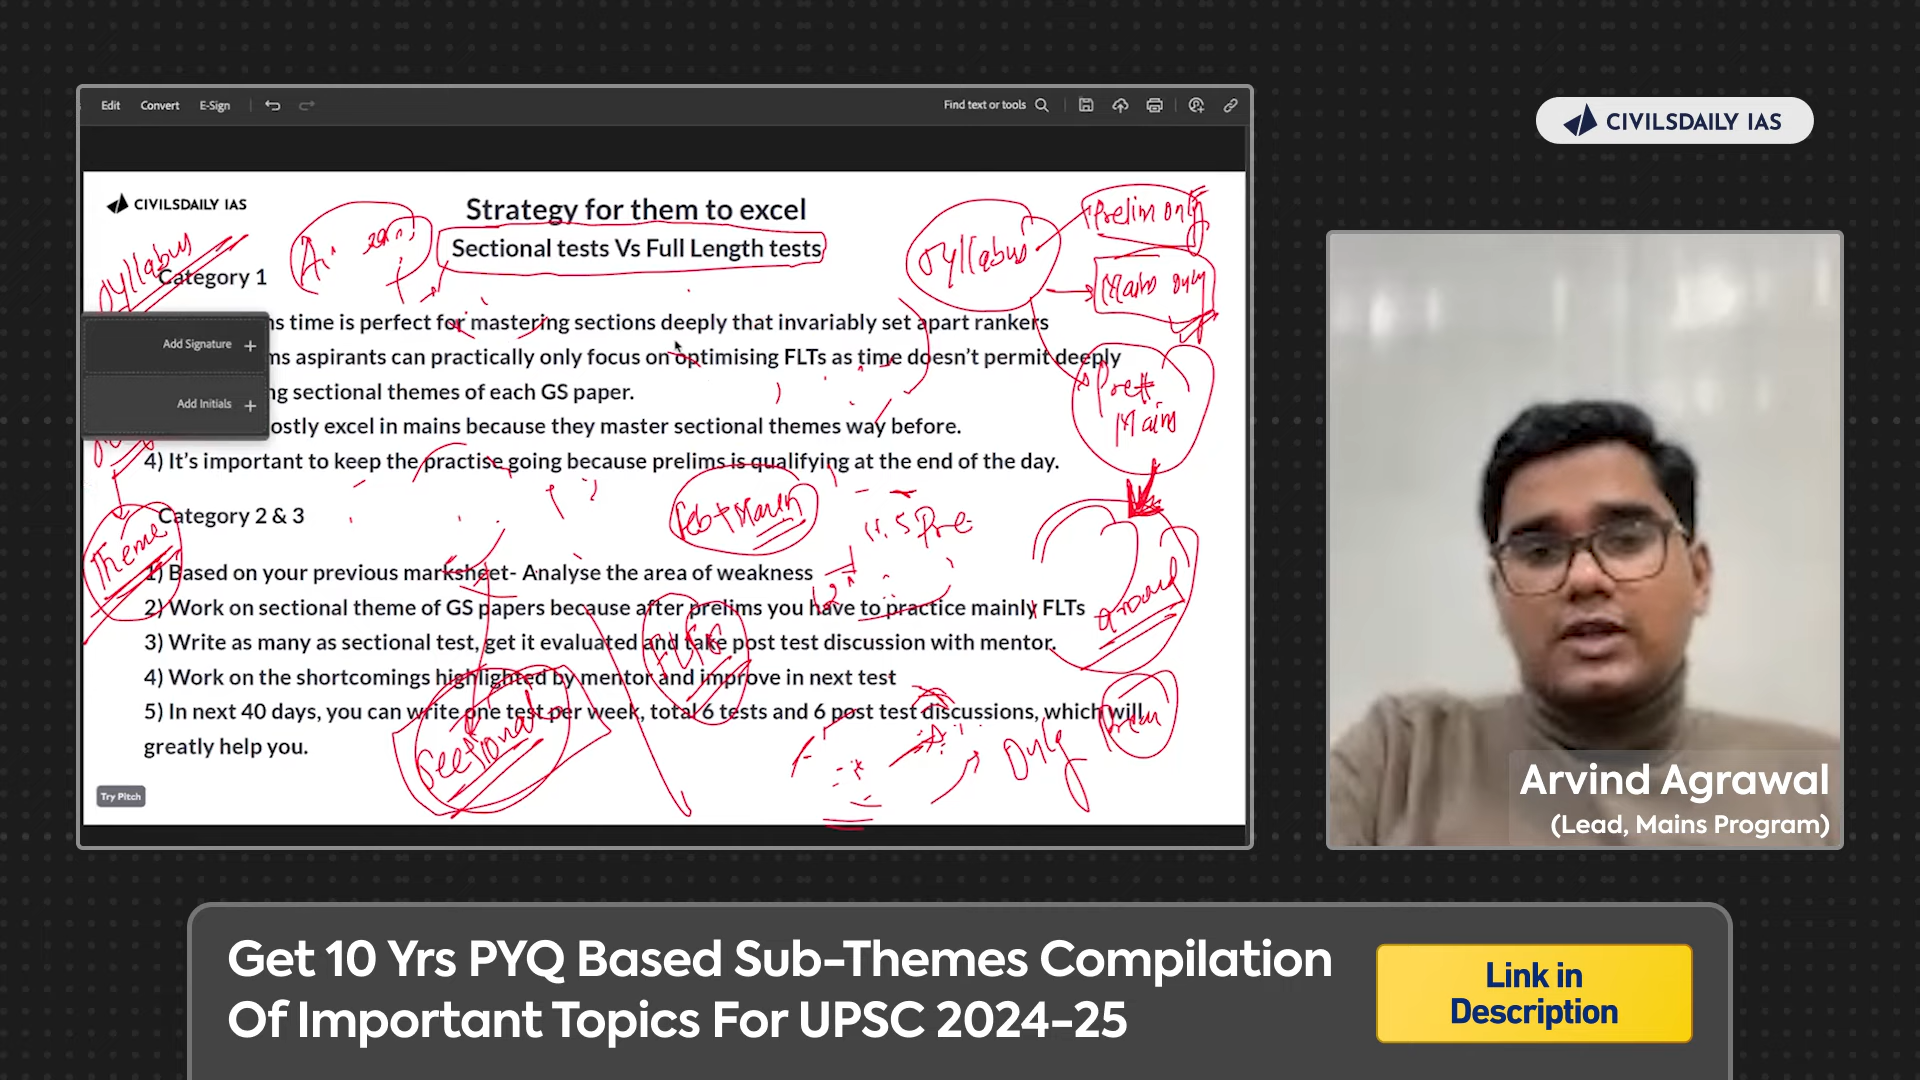 Edit Convert E-Sign Find text or tools
CIVILSDAILY IAS
CIVILSDAILY IAS
Strategy for them to excel
Sectional tests Vs Full Length tests
Syllabus
Syllabus
Prelim only
Mains only
Category 1
ns time is perfect for mastering sections deeply that invariably set apart rankers
Add Signature
ns aspirants can practically only focus on optimising FLTs as time doesn't permit deeply
ng sectional themes of each GS paper.
Add Initials
ostly excel in mains because they master sectional themes way before.
4) It's important to keep the practise going because prelims is qualifying at the end of the day.
Mains
Feb + March
Category 2 & 3
Theme
1) Based on your previous marksheet- Analyse the area of weakness
2) Work on sectional theme of GS papers because after prelims you have to practice mainly FLTs
3) Write as many as sectional test, get it evaluated and take post test discussion with mentor.
4) Work on the shortcomings highlighted by mentor and improve in next test
5) In next 40 days, you can write one test per week, total 6 tests and 6 post test discussions, which will
greatly help you.
Sectional
Only
Try Pitch
Arvind Agrawal
(Lead, Mains Program)
Get 10 Yrs PYQ Based Sub-Themes Compilation
Of Important Topics For UPSC 2024-25
Link in
Description